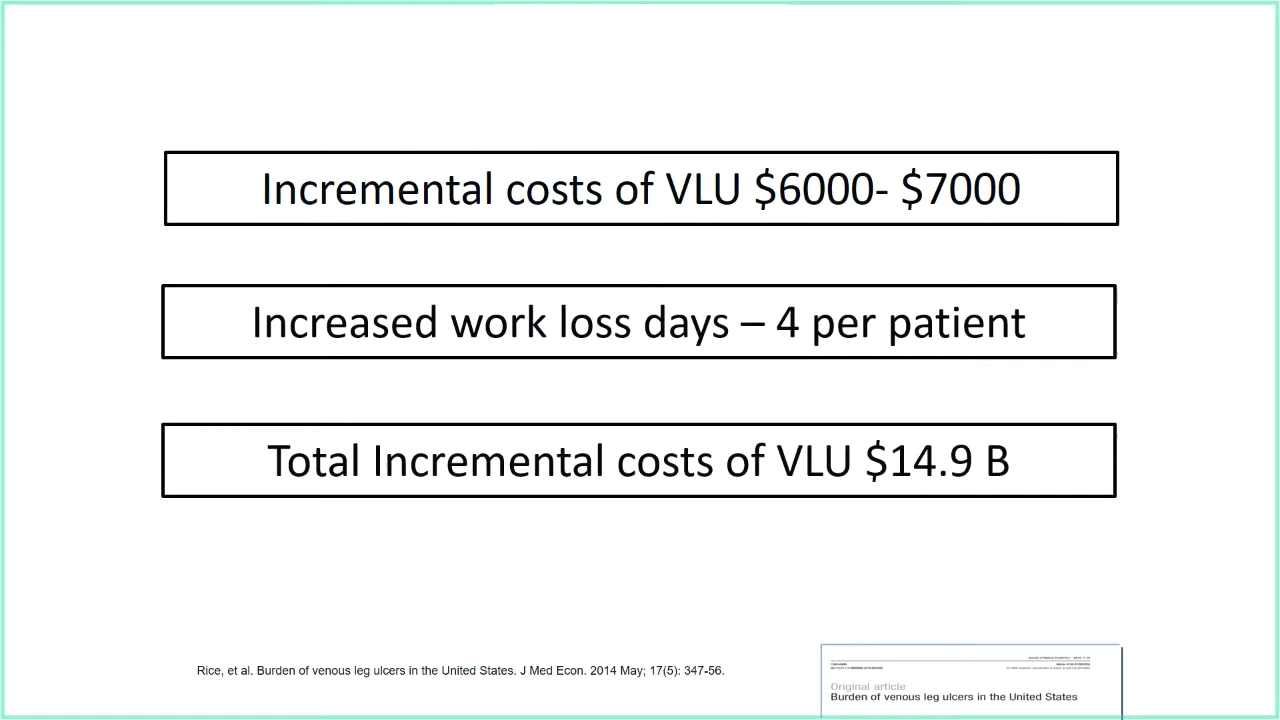 Incremental costs of VLU $6000- $7000
Increased work loss days – 4 per patient
Total Incremental costs of VLU $14.9 B
Rice, et al. Burden of venous leg ulcers in the United States. J Med Econ. 2014 May; 17(5): 347-56.
Original article
Burden of venous leg ulcers in the United States